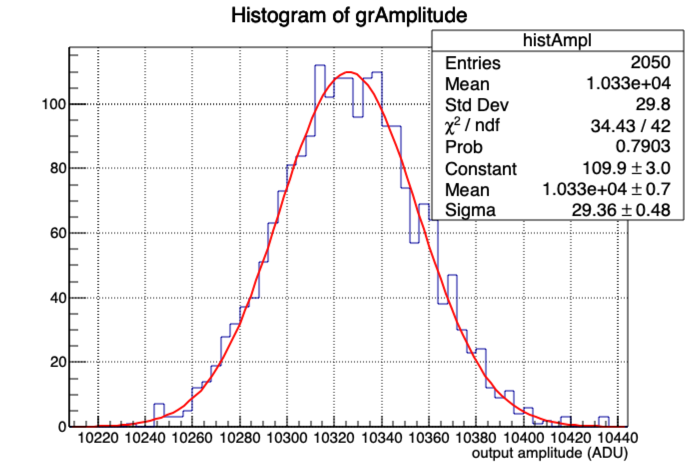 Histogram of grAmplitude
histAmpl
Entries 2050
Mean 1.033e+04
Std Dev 29.8
χ² / ndf 34.43 / 42
Prob 0.7903
Constant 109.9 ± 3.0
Mean 1.033e+04 ± 0.7
Sigma 29.36 ± 0.48
100
80
60
40
20
0
10220 10240 10260 10280 10300 10320 10340 10360 10380 10400 10420 10440
output amplitude (ADU)